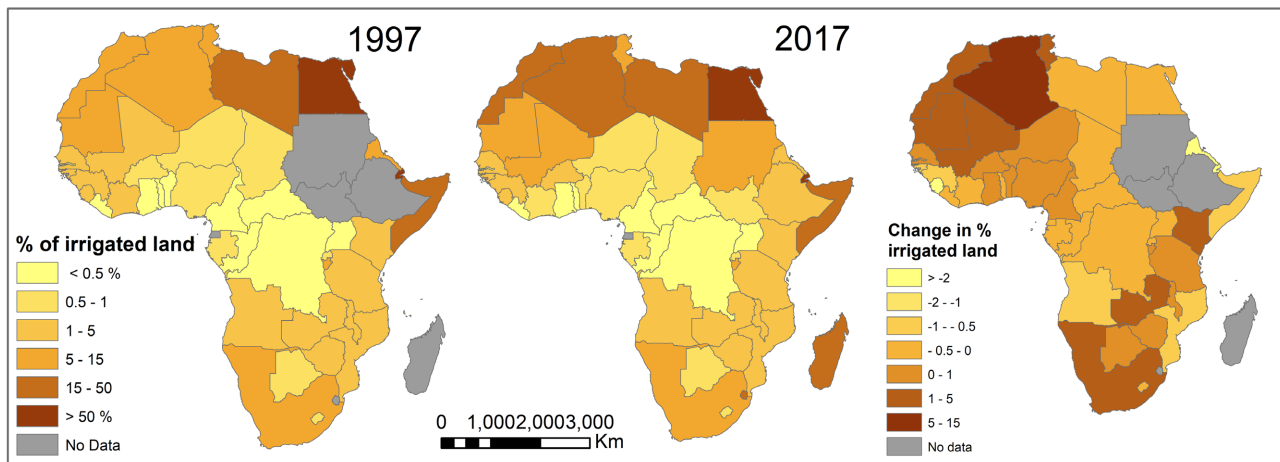 1997
2017
% of irrigated land
< 0.5 %
0.5 - 1
1 - 5
5 - 15
15 - 50
> 50 %
No Data
0 1,0002,0003,000
Km
Change in %
irrigated land
> -2
-2 - -1
-1 - - 0.5
- 0.5 - 0
0 - 1
1 - 5
5 - 15
No data